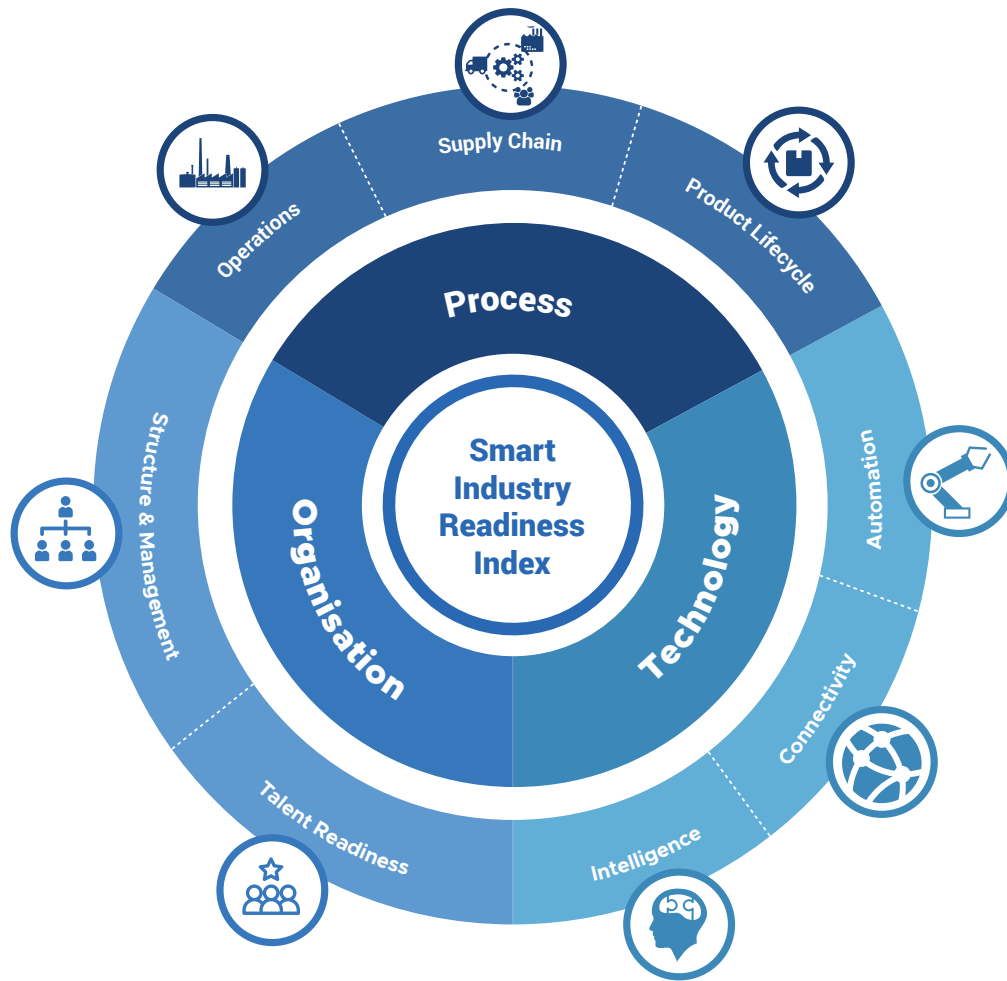 Smart
Industry
Readiness
Index
Process
Technology
Organisation
Operations
Supply Chain
Product Lifecycle
Automation
Connectivity
Intelligence
Talent Readiness
Structure & Management